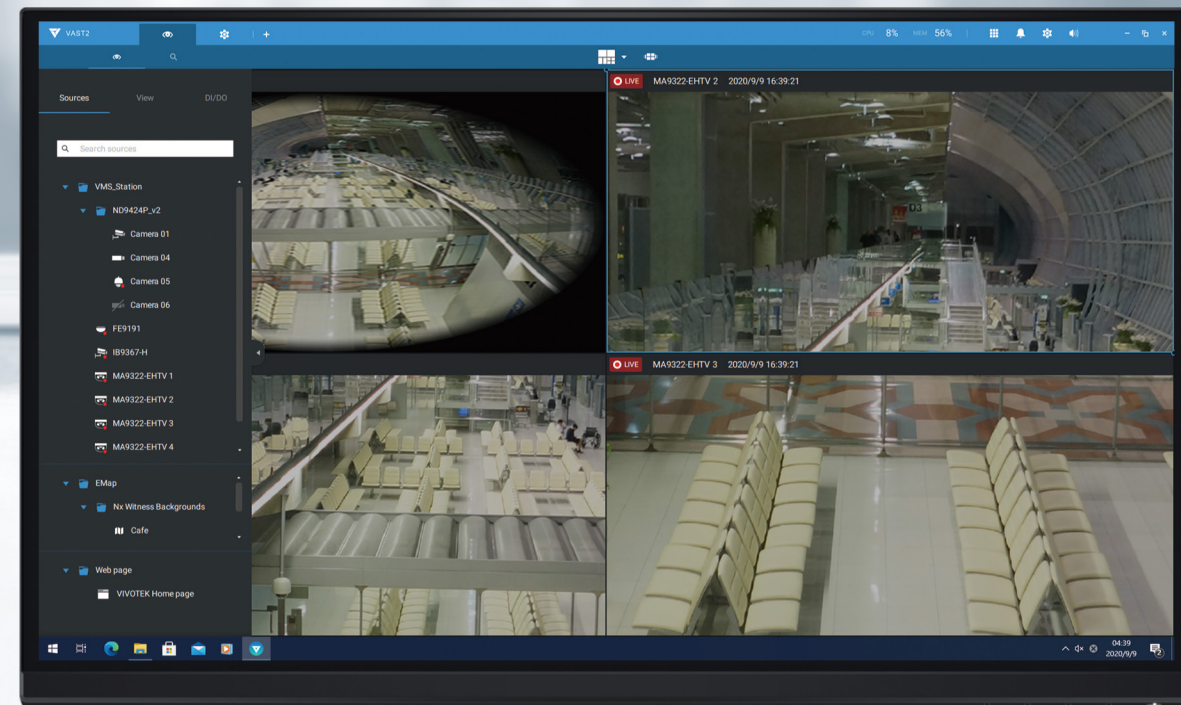 VAST2
+
CPU 8% MEM 56%
Sources View DI/DO
Search sources
VMS_Station
ND9424P_v2
Camera 01
Camera 04
Camera 05
Camera 06
FE9191
IB9367-H
MA9322-EHTV 1
MA9322-EHTV 2
MA9322-EHTV 3
MA9322-EHTV 4
EMap
Nx Witness Backgrounds
Cafe
Web page
VIVOTEK Home page
LIVE MA9322-EHTV 2 2020/9/9 16:39:21
03
LIVE MA9322-EHTV 3 2020/9/9 16:39:21
04:39
2020/9/9
2